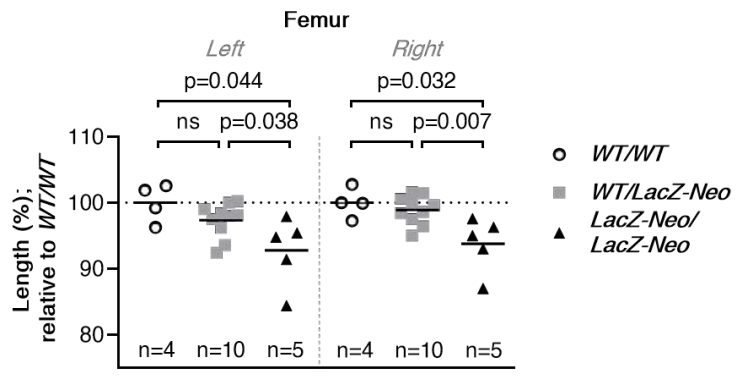 Femur
Left Right
p=0.044 p=0.032
ns p=0.038 ns p=0.007
Length (%);
relative to WT/WT
110
100
90
80
n=4 n=10 n=5 n=4 n=10 n=5
WT/WT
WT/LacZ-Neo
LacZ-Neo/
LacZ-Neo